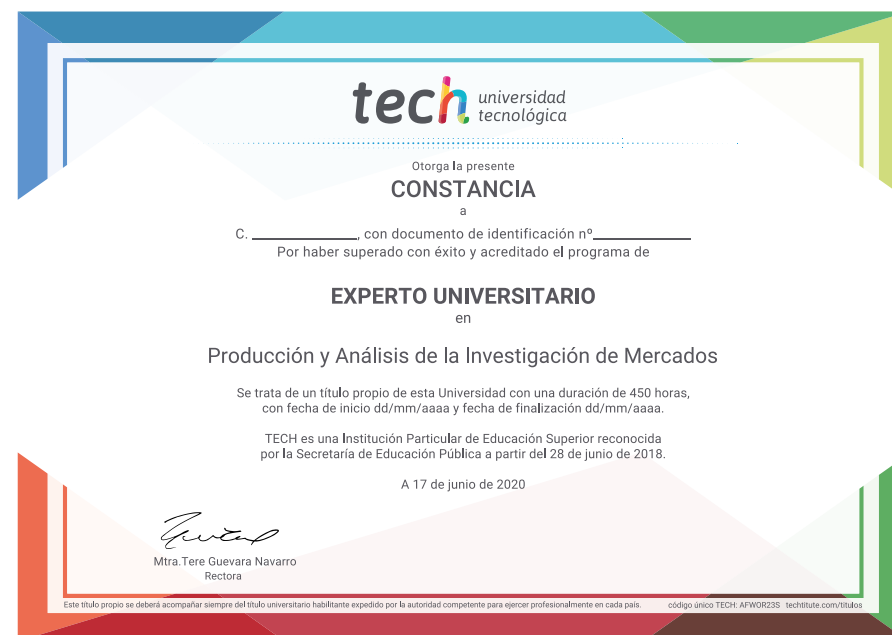 tech universidad
tecnológica
Otorga la presente
CONSTANCIA
a
C. ____________, con documento de identificación nº____________
Por haber superado con éxito y acreditado el programa de
EXPERTO UNIVERSITARIO
en
Producción y Análisis de la Investigación de Mercados
Se trata de un título propio de esta Universidad con una duración de 450 horas,
con fecha de inicio dd/mm/aaaa y fecha de finalización dd/mm/aaaa.
TECH es una Institución Particular de Educación Superior reconocida
por la Secretaría de Educación Pública a partir del 28 de junio de 2018.
A 17 de junio de 2020
Mtra.Tere Guevara Navarro
Rectora
Este título propio se deberá acompañar siempre del título universitario habilitante expedido por la autoridad competente para ejercer profesionalmente en cada país. código único TECH: AFWOR23S techtitute.com/titulos